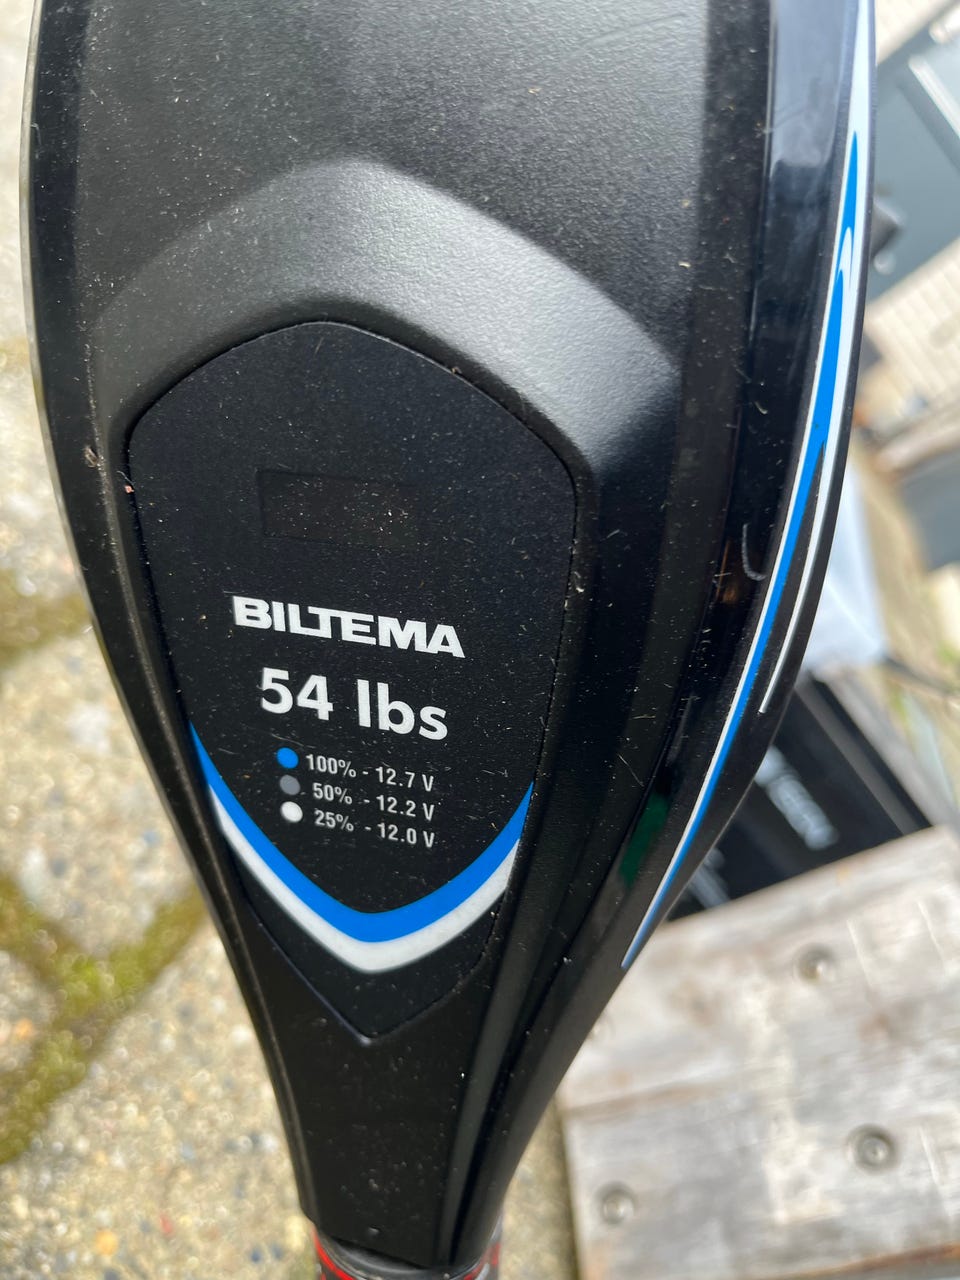 BILTEMA
54 lbs
100% - 12.7 V
50% - 12.2 V
25% - 12.0 V